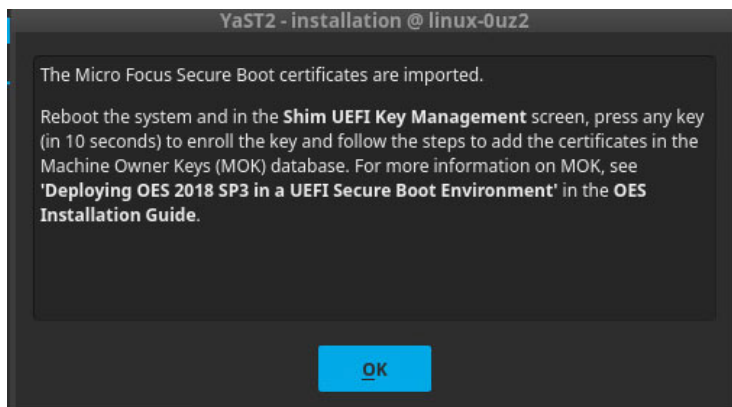 YaST2 - installation @ linux-0uz2
The Micro Focus Secure Boot certificates are imported.
Reboot the system and in the Shim UEFI Key Management screen, press any key
(in 10 seconds) to enroll the key and follow the steps to add the certificates in the
Machine Owner Keys (MOK) database. For more information on MOK, see
'Deploying OES 2018 SP3 in a UEFI Secure Boot Environment' in the OES
Installation Guide.
OK